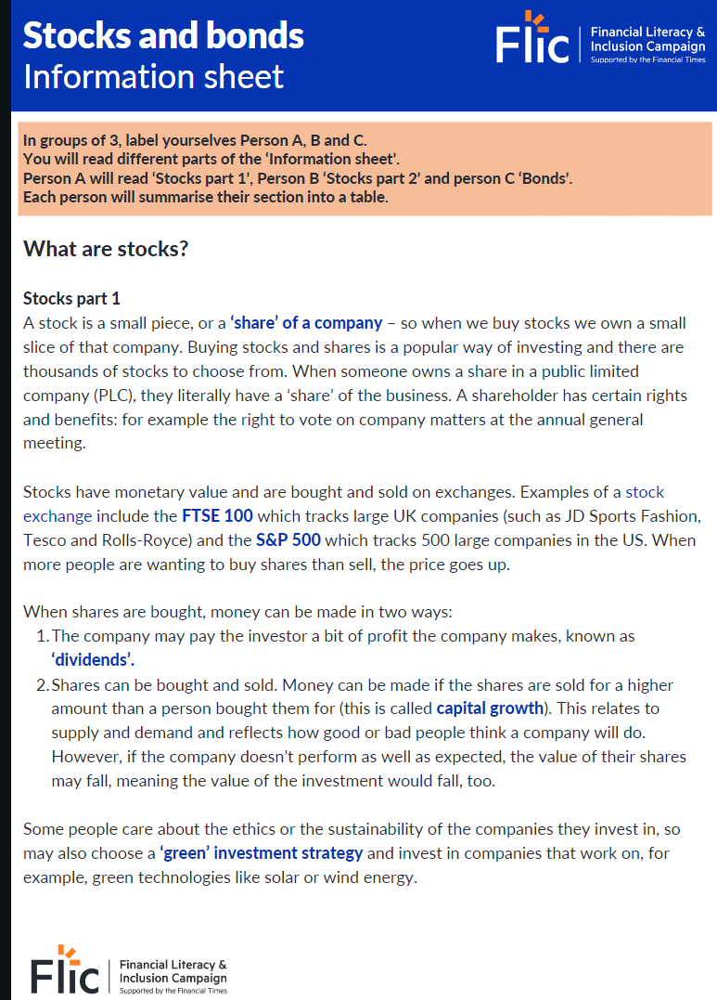 Stocks and bonds
Information sheet
Flic
Financial Literacy &
Inclusion Campaign
Supported by the Financial Times
In groups of 3, label yourselves Person A, B and C.
You will read different parts of the ‘Information sheet’.
Person A will read ‘Stocks part 1’, Person B ‘Stocks part 2’ and person C ‘Bonds’.
Each person will summarise their section into a table.
What are stocks?
Stocks part 1
A stock is a small piece, or a ‘share’ of a company – so when we buy stocks we own a small
slice of that company. Buying stocks and shares is a popular way of investing and there are
thousands of stocks to choose from. When someone owns a share in a public limited
company (PLC), they literally have a ‘share’ of the business. A shareholder has certain rights
and benefits: for example the right to vote on company matters at the annual general
meeting.
Stocks have monetary value and are bought and sold on exchanges. Examples of a stock
exchange include the FTSE 100 which tracks large UK companies (such as JD Sports Fashion,
Tesco and Rolls-Royce) and the S&P 500 which tracks 500 large companies in the US. When
more people are wanting to buy shares than sell, the price goes up.
When shares are bought, money can be made in two ways:
1. The company may pay the investor a bit of profit the company makes, known as
‘dividends’.
2. Shares can be bought and sold. Money can be made if the shares are sold for a higher
amount than a person bought them for (this is called capital growth). This relates to
supply and demand and reflects how good or bad people think a company will do.
However, if the company doesn’t perform as well as expected, the value of their shares
may fall, meaning the value of the investment would fall, too.
Some people care about the ethics or the sustainability of the companies they invest in, so
may also choose a ‘green’ investment strategy and invest in companies that work on, for
example, green technologies like solar or wind energy.
Flic
Financial Literacy &
Inclusion Campaign
Supported by the Financial Times